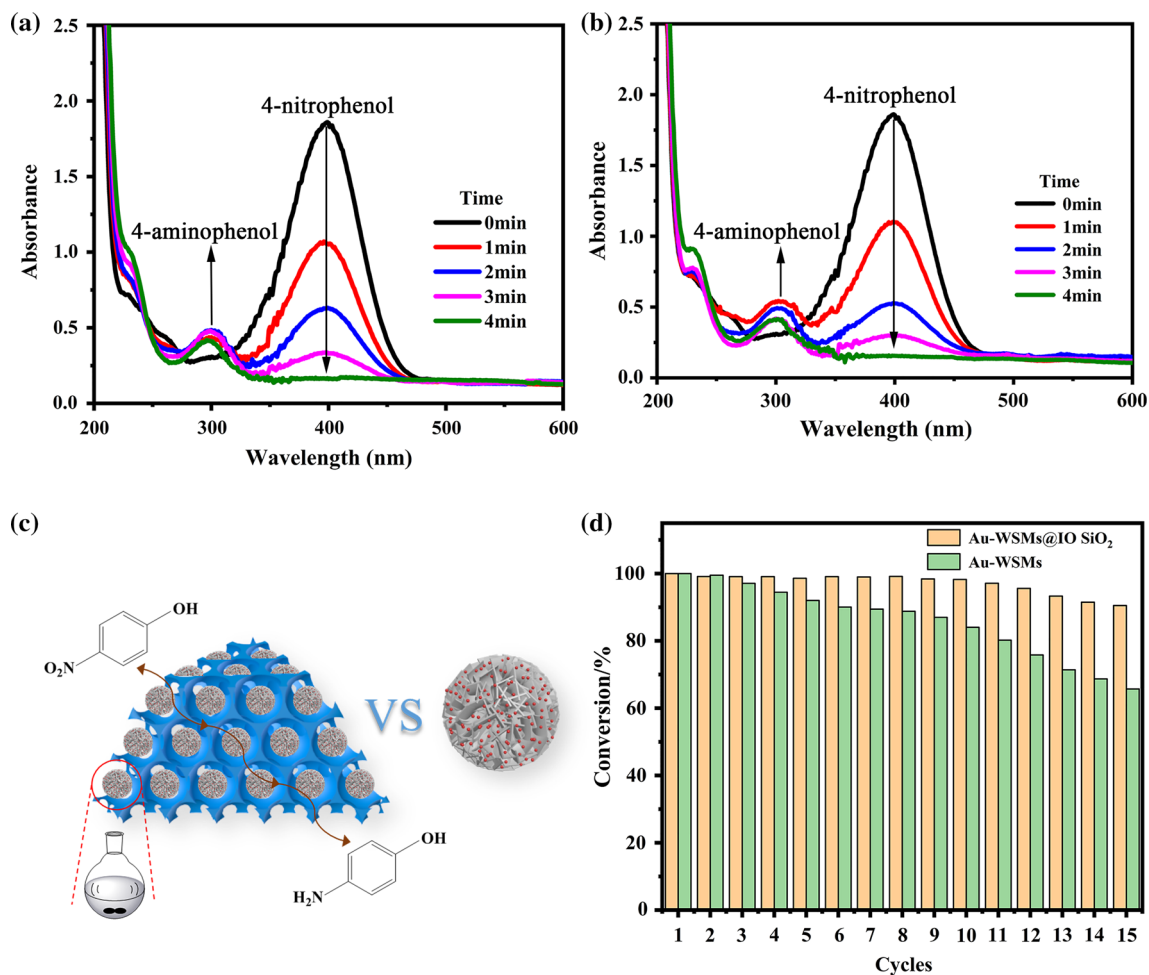 (a)
2.5
2.0
1.5
1.0
0.5
0.0
Absorbance
4-nitrophenol
4-aminophenol
Time
0min
1min
2min
3min
4min
200
300
400
500
600
Wavelength (nm)
(b)
2.5
2.0
1.5
1.0
0.5
0.0
Absorbance
4-nitrophenol
4-aminophenol
Time
0min
1min
2min
3min
4min
200
300
400
500
600
Wavelength (nm)
(c)
OH
O₂N
VS
OH
H₂N
(d)
Au-WSMs@IO SiO₂
Au-WSMs
100
80
60
40
20
0
Conversion/%
1 2 3 4 5 6 7 8 9 10 11 12 13 14 15
Cycles